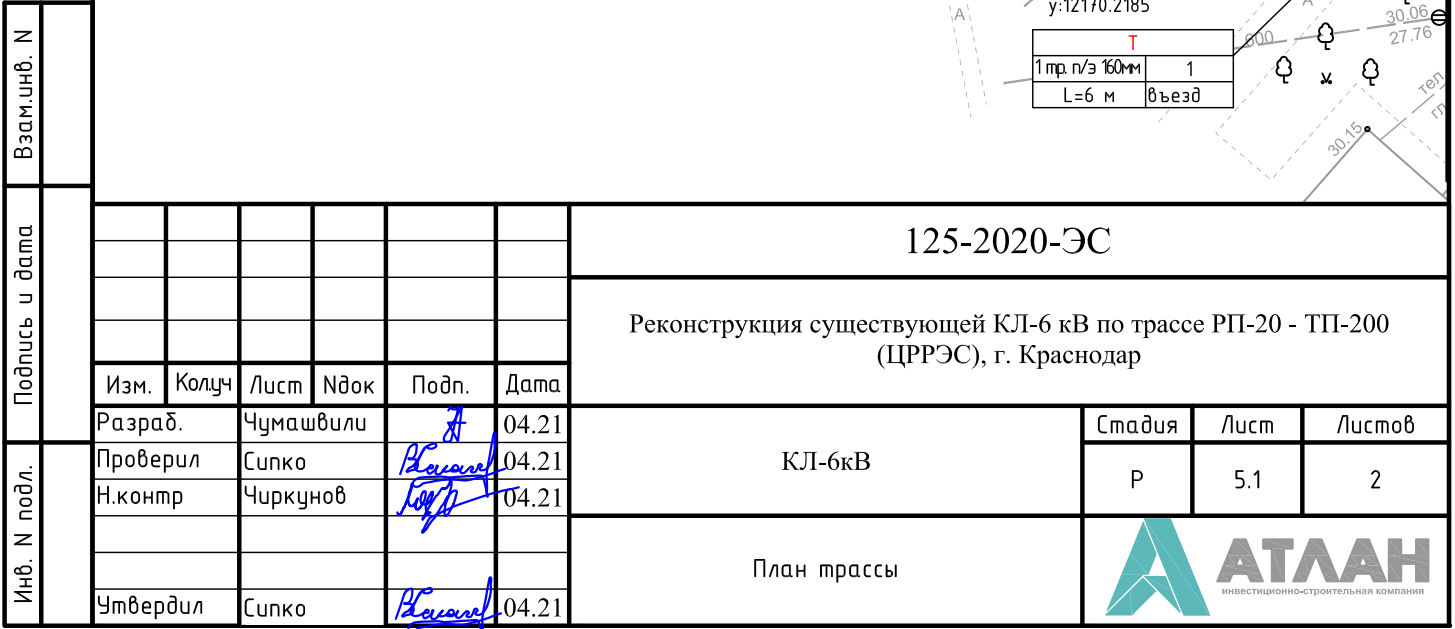 у:12170.2185
А
А
Т
1 тр. п/э 160мм
1
L=6 м
въезд
600
30.06
27.76
тел
гл
30.15
Взам.инв. N
Подпись и дата
Инв. N подл.
125-2020-ЭС
Реконструкция существующей КЛ-6 кВ по трассе РП-20 - ТП-200
(ЦРРЭС), г. Краснодар
Изм.
Кол.уч
Лист
Nдок
Подп.
Дата
Разраб.
Чумашвили
04.21
Проверил
Сипко
04.21
Н.контр
Чиркунов
04.21
Утвердил
Сипко
04.21
КЛ-6кВ
Стадия
Лист
Листов
Р
5.1
2
План трассы
АТЛАН
инвестиционно-строительная компания